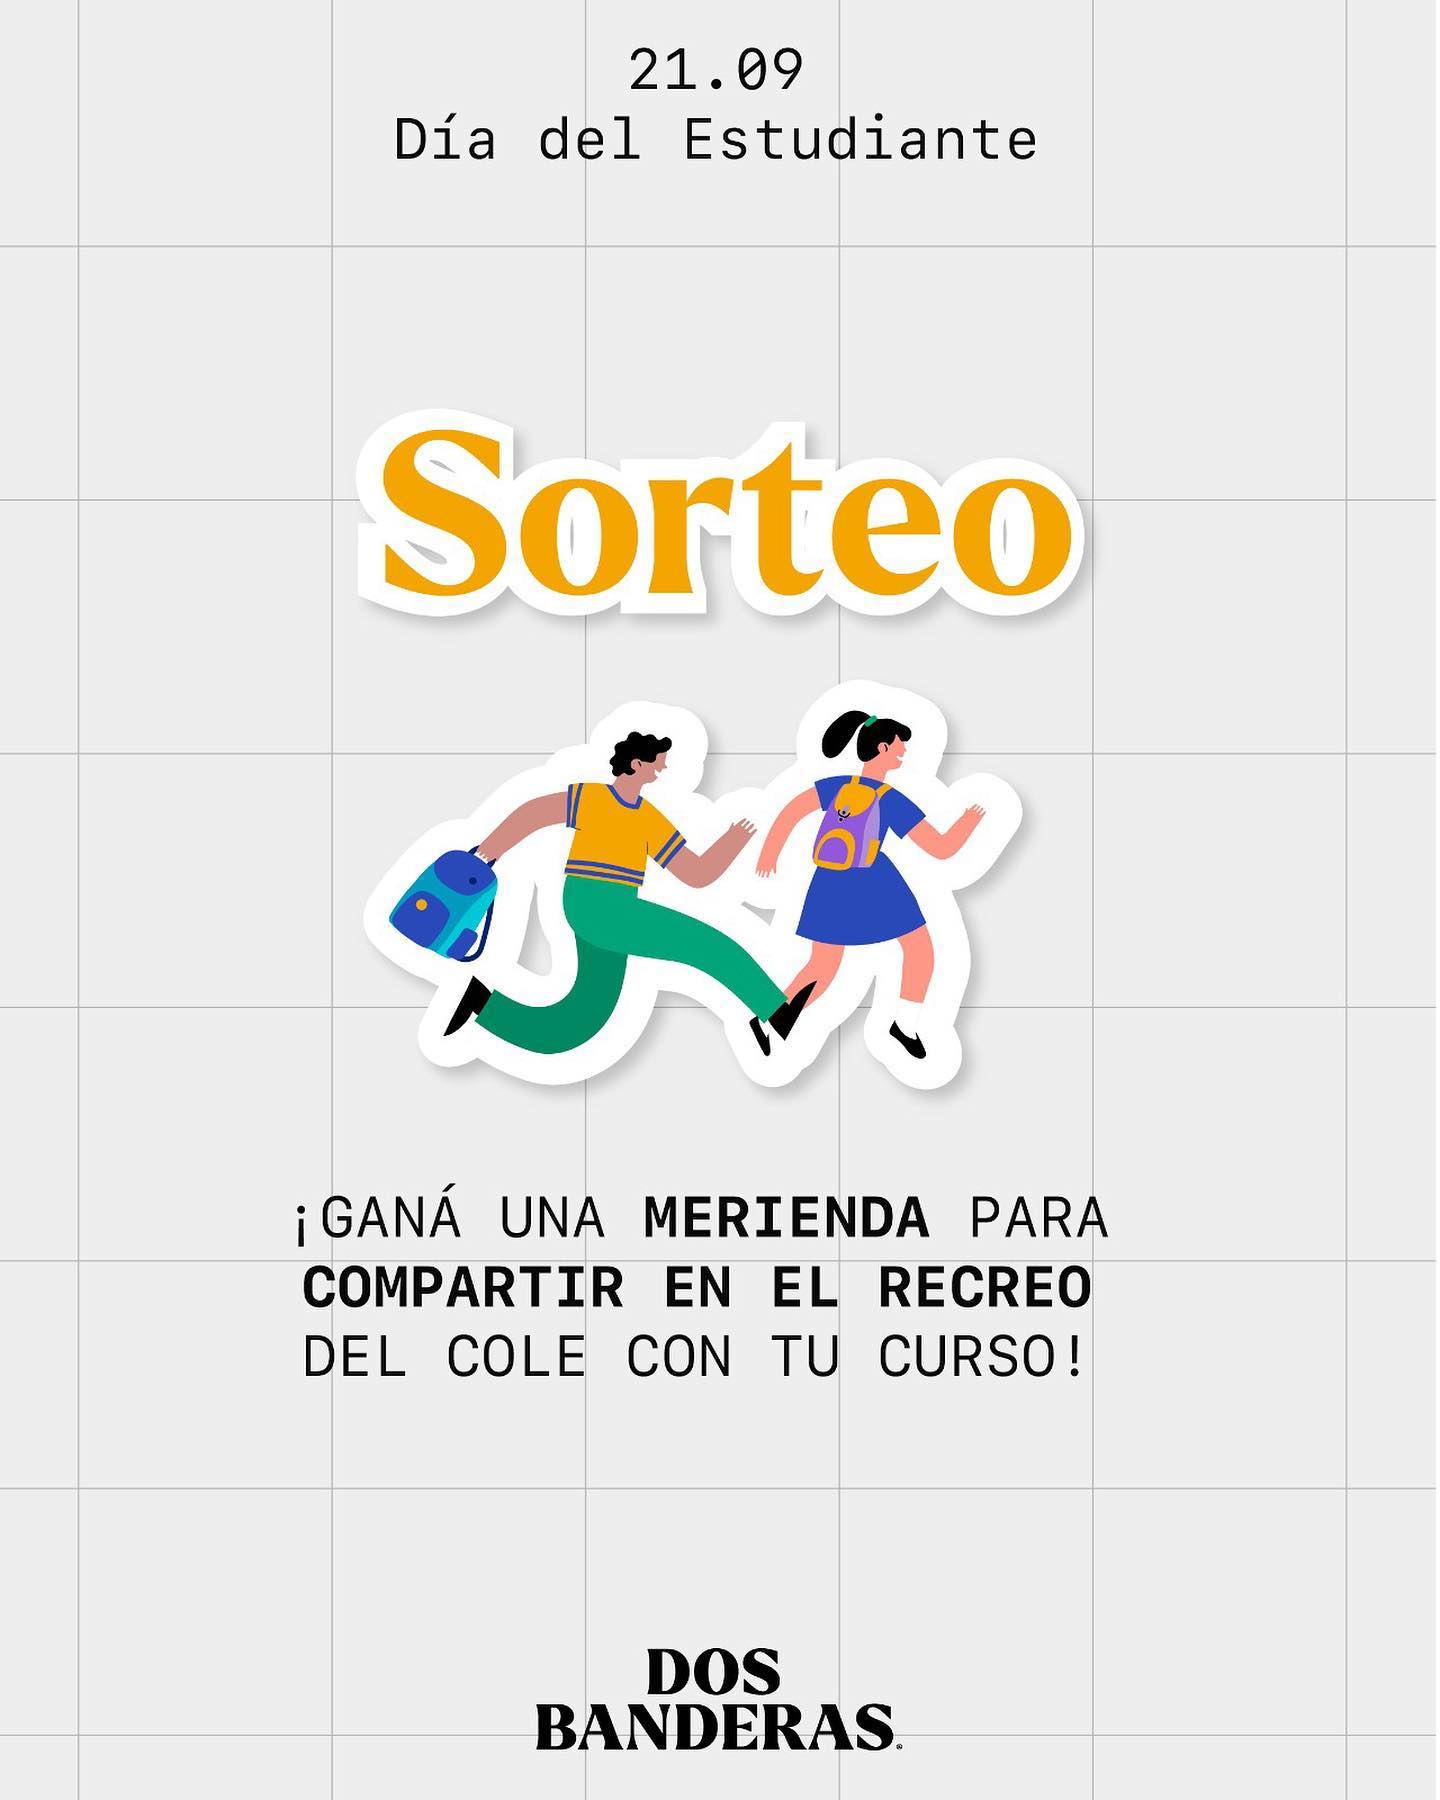 21.09
Día del Estudiante
Sorteo
¡GANÁ UNA MERIENDA PARA
COMPARTIR EN EL RECREO
DEL COLE CON TU CURSO!
DOS
BANDERAS®